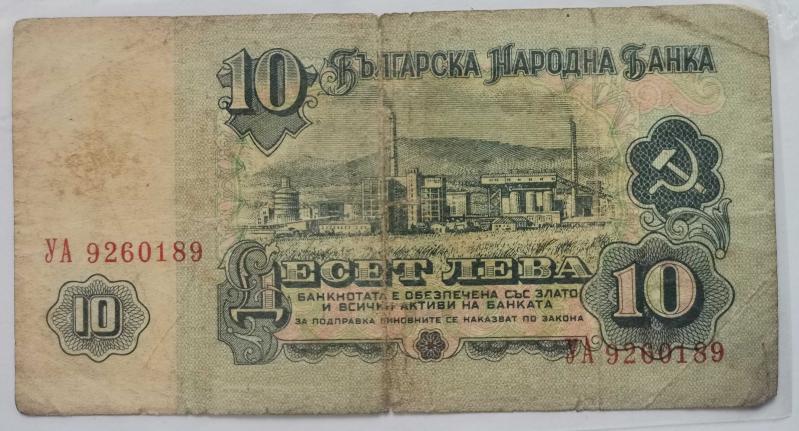 10 БЪЛГАРСКА НАРОДНА БАНКА
УА 9260189
ДЕСЕТ ЛЕВА
БАНКНОТАТА Е ОБЕЗПЕЧЕНА СЪС ЗЛАТО
И ВСИЧКИ АКТИВИ НА БАНКАТА
ЗА ПОДПРАВКА ВИНОВНИТЕ СЕ НАКАЗВАТ ПО ЗАКОНА
10
10
УА 9260189